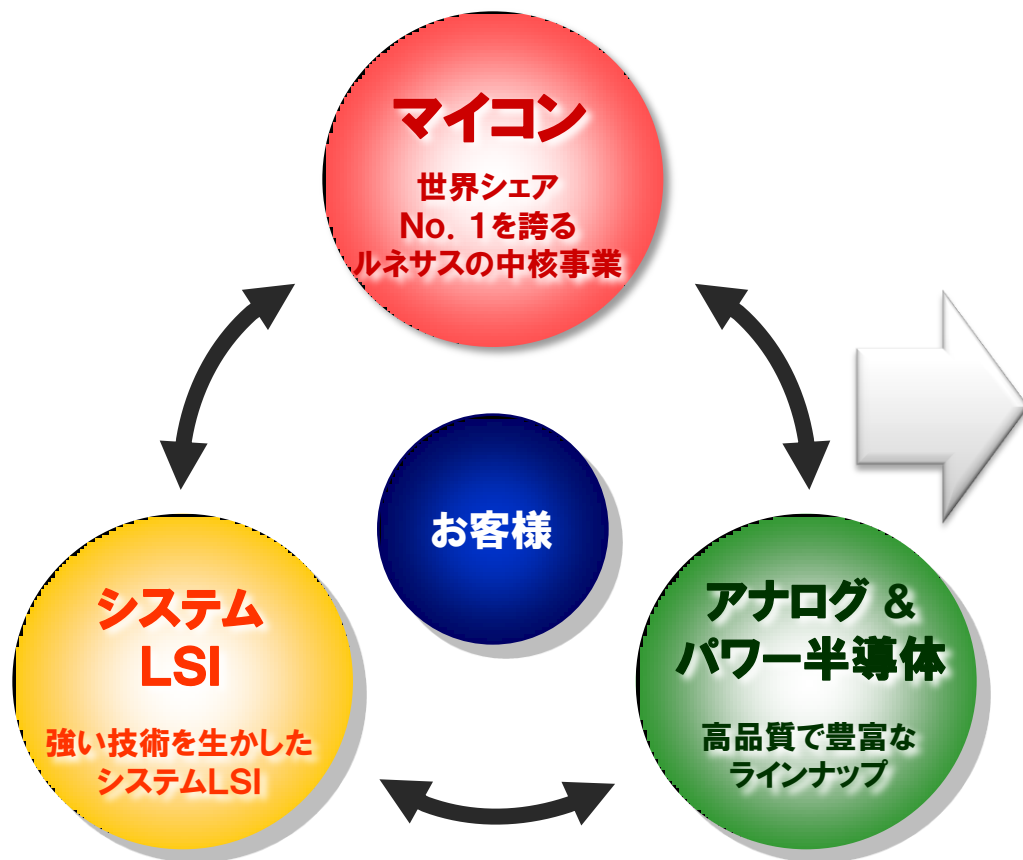 マイコン
世界シェア
No. 1を誇る
ルネサスの中核事業
お客様
システム
LSI
強い技術を生かした
システムLSI
アナログ &
パワー半導体
高品質で豊富な
ラインナップ